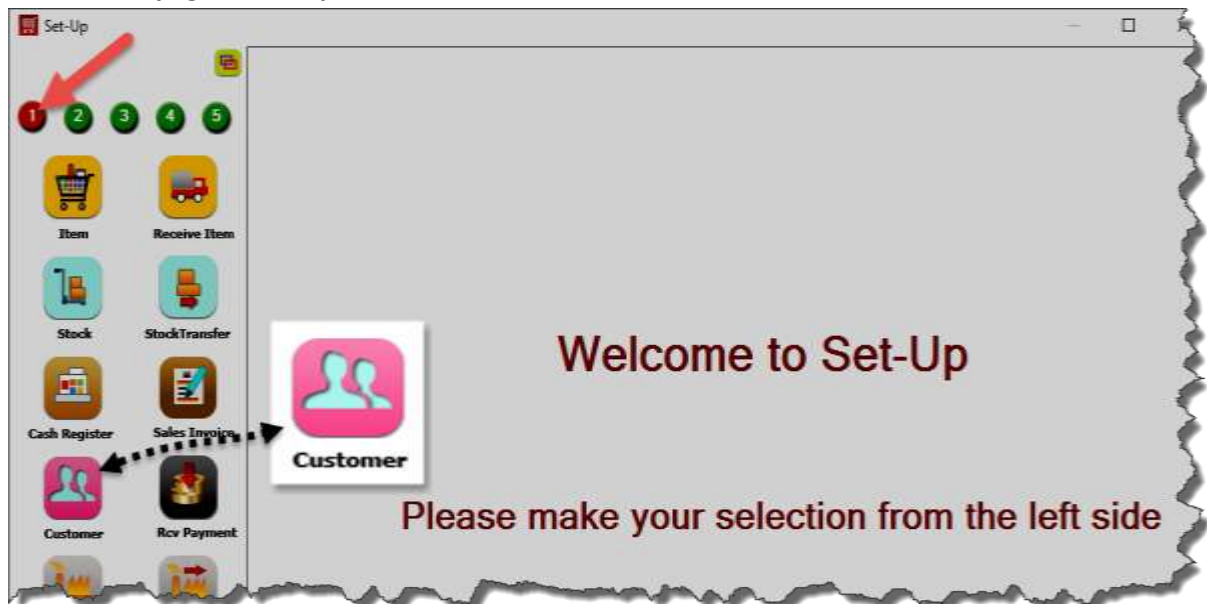 Set-Up
1 2 3 4 5
Item Receive Item
Stock StockTransfer
Welcome to Set-Up
Cash Register Sales Invoice
Customer
Please make your selection from the left side
Customer Rcv Payment